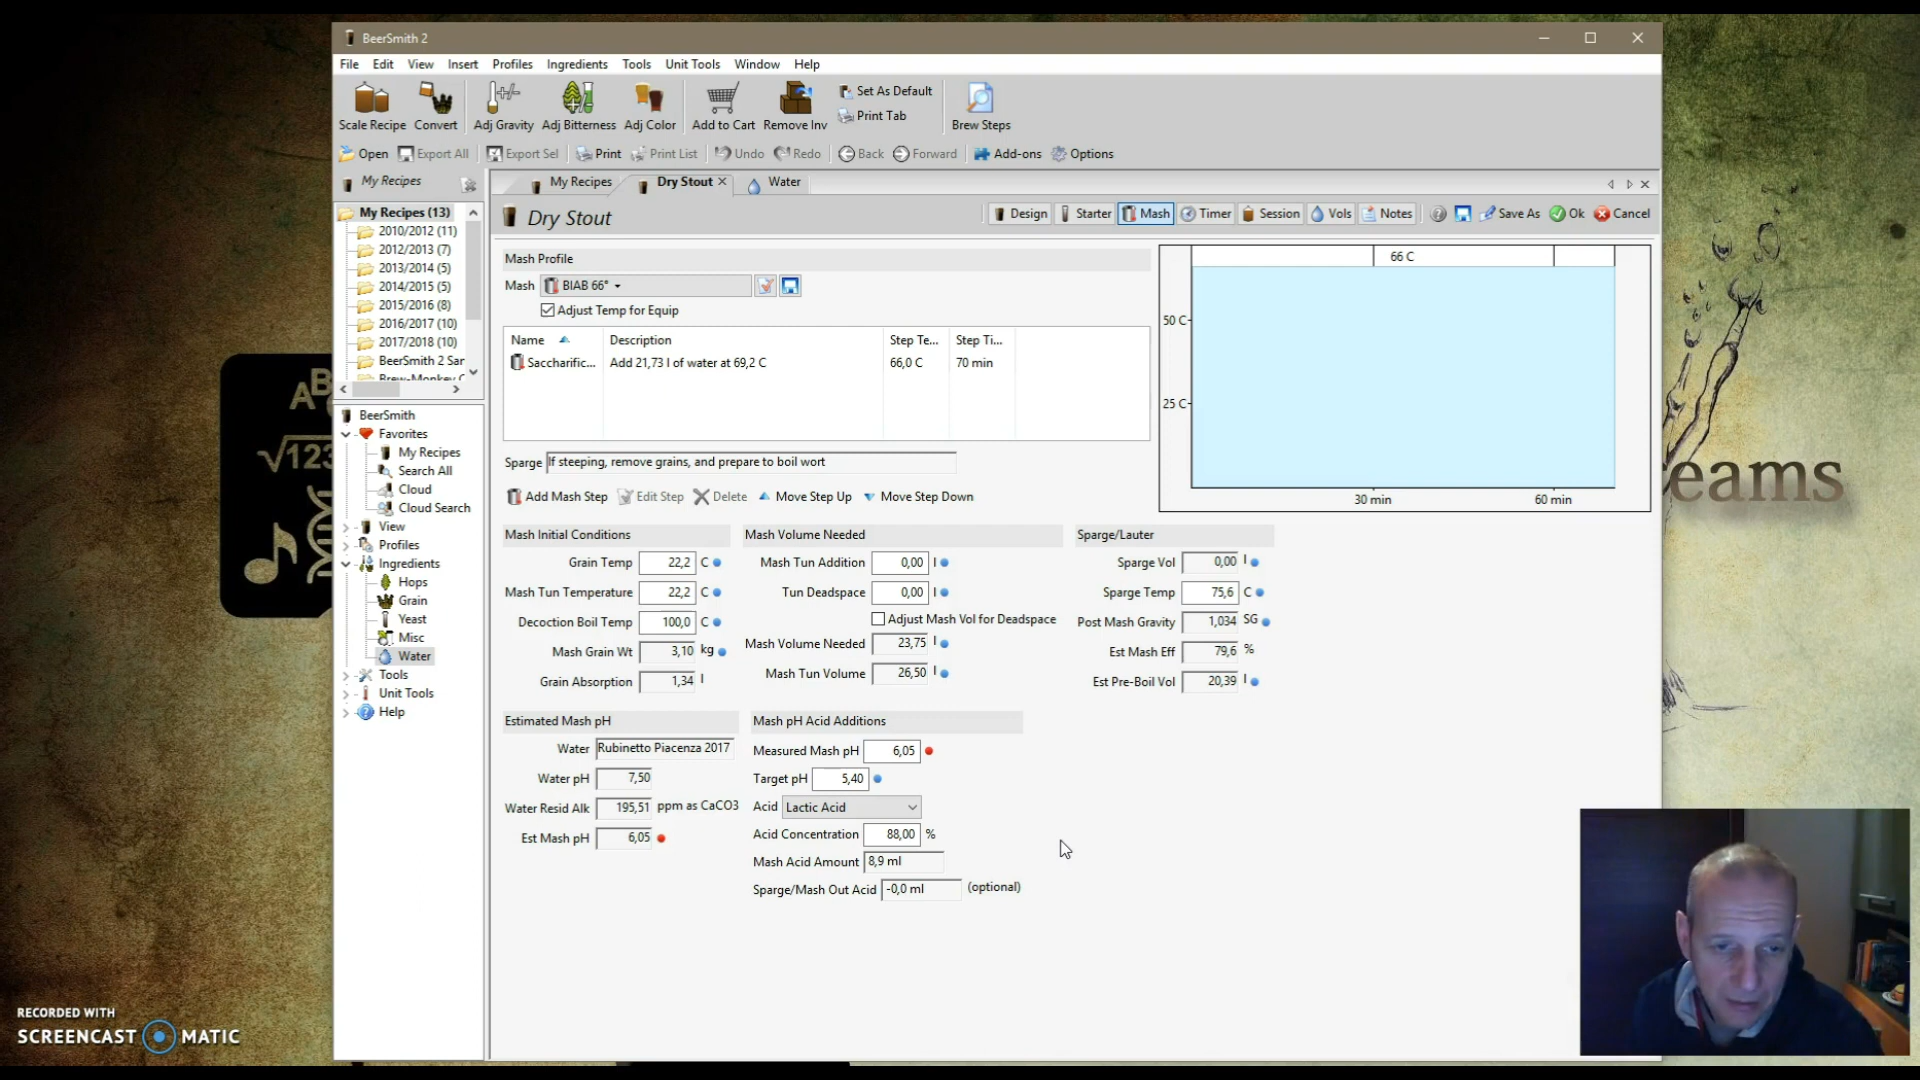 BeerSmith 2
File Edit View Insert Profiles Ingredients Tools Unit Tools Window Help
Scale Recipe Convert Adj Gravity Adj Bitterness Adj Color Add to Cart Remove Inv Set As Default Print Tab Brew Steps
Open Export All Export Sel Print Print List Undo Redo Back Forward Add-ons Options
My Recipes
My Recipes (13)
2010/2012 (11)
2012/2013 (7)
2013/2014 (5)
2014/2015 (5)
2015/2016 (8)
2016/2017 (10)
2017/2018 (10)
BeerSmith 2 Sar
BeerSmith
Favorites
My Recipes
Search All
Cloud
Cloud Search
View
Profiles
Ingredients
Hops
Grain
Yeast
Misc
Water
Tools
Unit Tools
Help
My Recipes Dry Stout Water
Dry Stout
Design Starter Mash Timer Session Vols Notes Save As Ok Cancel
Mash Profile
Mash BIAB 66°
Adjust Temp for Equip
Name Description Step Te... Step Ti...
Saccharific... Add 21,73 l of water at 69,2 C 66,0 C 70 min
Sparge If steeping, remove grains, and prepare to boil wort
Add Mash Step Edit Step Delete Move Step Up Move Step Down
66 C
50 C
25 C
30 min 60 min
Mash Initial Conditions
Grain Temp 22,2 C
Mash Tun Temperature 22,2 C
Decoction Boil Temp 100,0 C
Mash Grain Wt 3,10 kg
Grain Absorption 1,34 l
Mash Volume Needed
Mash Tun Addition 0,00 l
Tun Deadspace 0,00 l
Adjust Mash Vol for Deadspace
Mash Volume Needed 23,75 l
Mash Tun Volume 26,50 l
Sparge/Lauter
Sparge Vol 0,00 l
Sparge Temp 75,6 C
Post Mash Gravity 1,034 SG
Est Mash Eff 79,6 %
Est Pre-Boil Vol 20,39 l
Estimated Mash pH
Water Rubinetto Piacenza 2017
Water pH 7,50
Water Resid Alk 195,51 ppm as CaCO3
Est Mash pH 6,05
Mash pH Acid Additions
Measured Mash pH 6,05
Target pH 5,40
Acid Lactic Acid
Acid Concentration 88,00 %
Mash Acid Amount 8,9 ml
Sparge/Mash Out Acid -0,0 ml (optional)
AB
√123
eams
RECORDED WITH
SCREENCAST MATIC